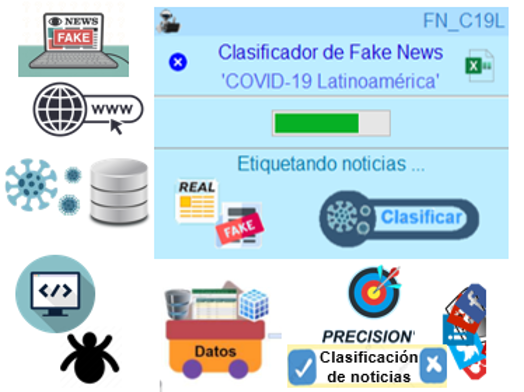 NEWS
FAKE
WWW
FN_C19L
Clasificador de Fake News
'COVID-19 Latinoamérica'
Etiquetando noticias ...
REAL
FAKE
Clasificar
</>
Datos
PRECISION'
Clasificación
de noticias